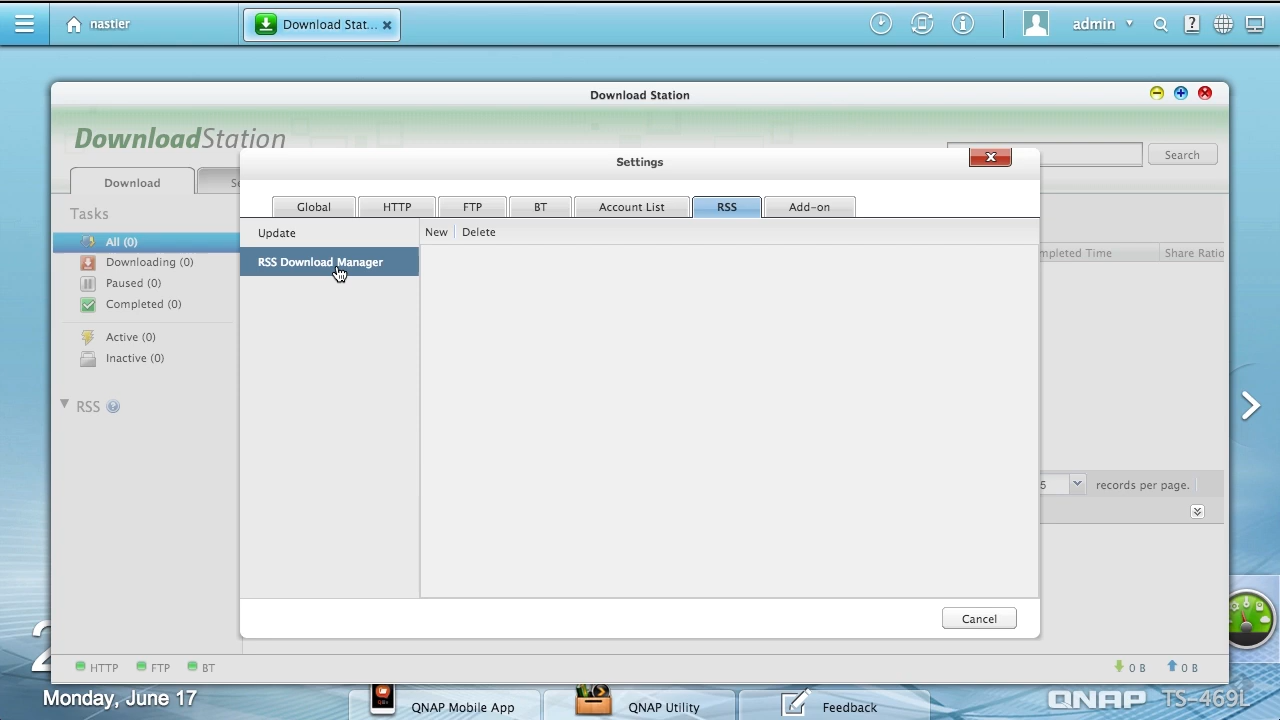 nastier
Download Stat...
admin
Download Station
DownloadStation
Search
Download
Settings
Global
HTTP
FTP
BT
Account List
RSS
Add-on
Tasks
All (0)
Downloading (0)
Paused (0)
Completed (0)
Active (0)
Inactive (0)
RSS
Update
RSS Download Manager
New
Delete
Share Ratio
Time
5
records per page.
Cancel
HTTP
FTP
BT
0 B
0 B
2
Monday, June 17
QNAP Mobile App
QNAP Utility
Feedback
QNAP TS-469L